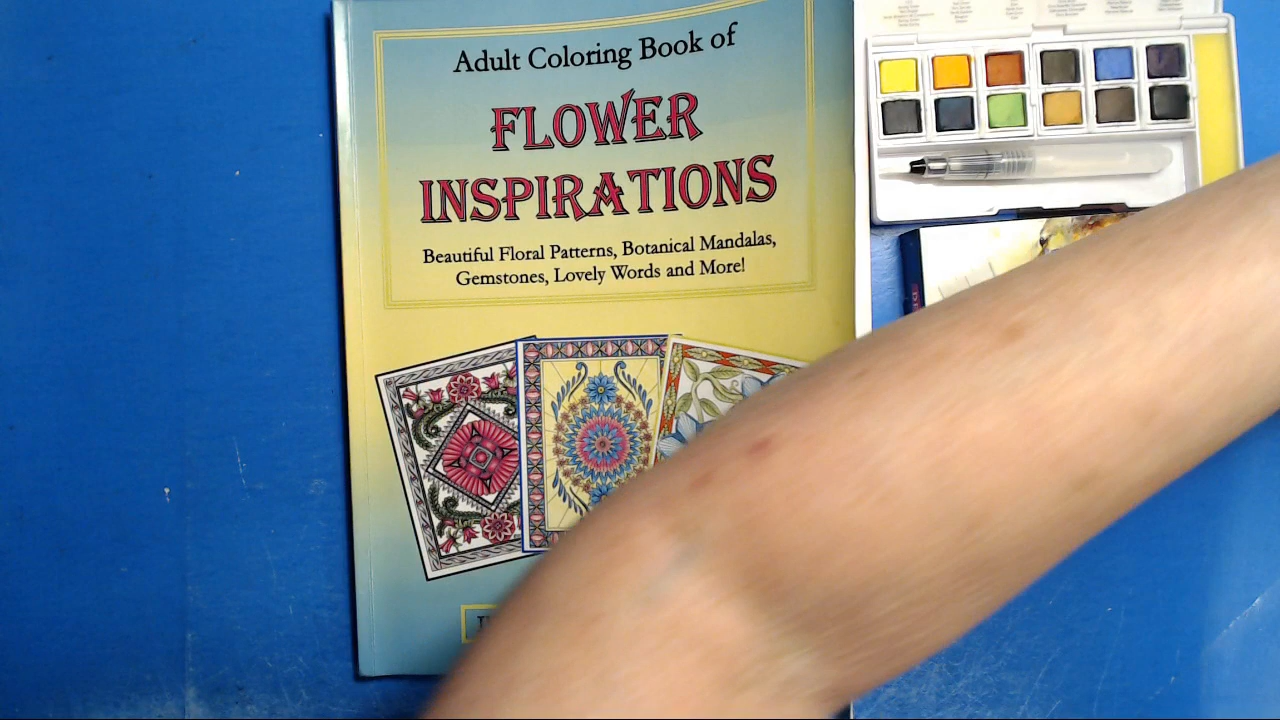 Adult Coloring Book of
FLOWER
INSPIRATIONS
Beautiful Floral Patterns, Botanical Mandalas,
Gemstones, Lovely Words and More!